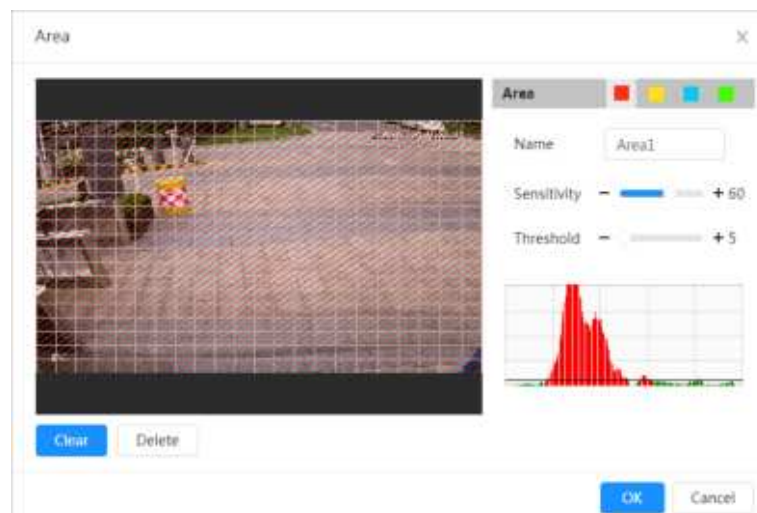 Area
Area
Name Area1
Sensitivity − + 60
Threshold − + 5
Clear Delete
OK Cancel